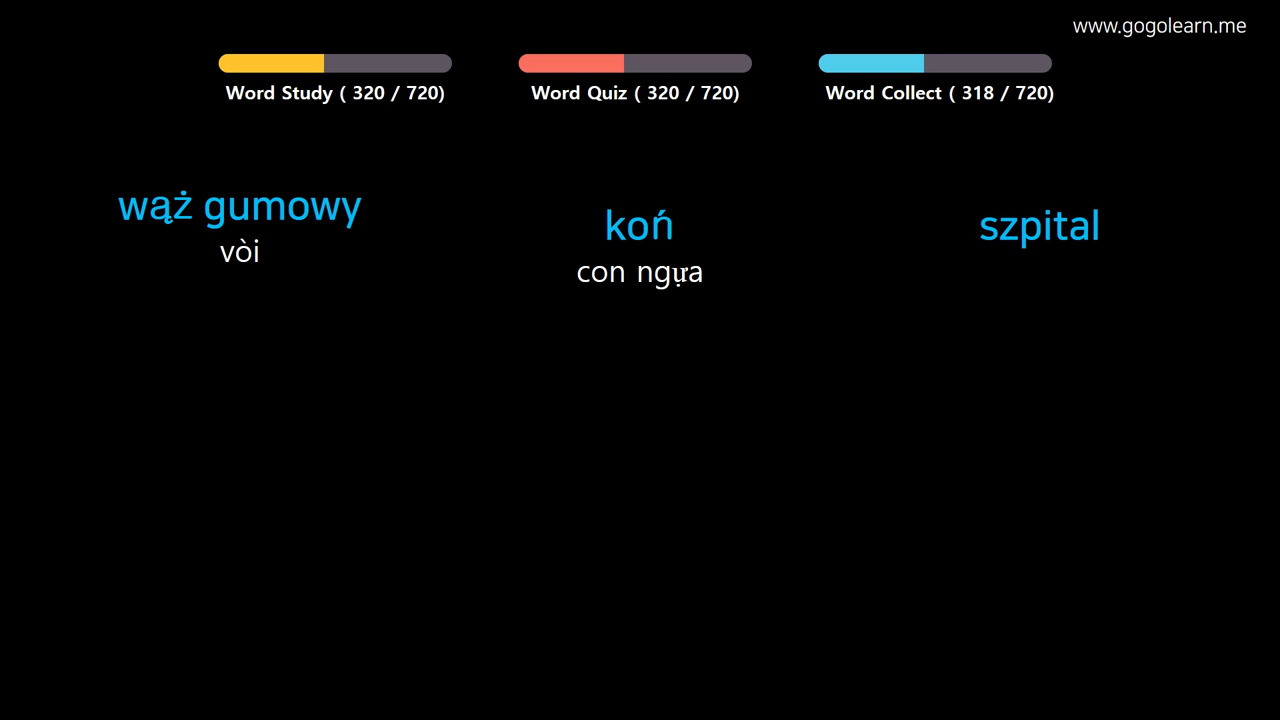 www.gogolearn.me
Word Study ( 320 / 720)
Word Quiz ( 320 / 720)
Word Collect ( 318 / 720)
wąż gumowy
vòi
koń
con ngựa
szpital